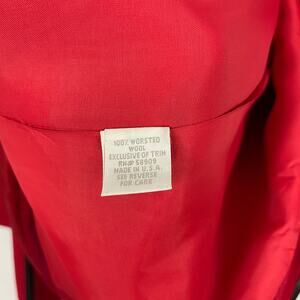 100% WORSTED
WOOL
EXCLUSIVE OF TRIM
RN# 58909
MADE IN U.S.A.
SEE REVERSE
FOR CARE